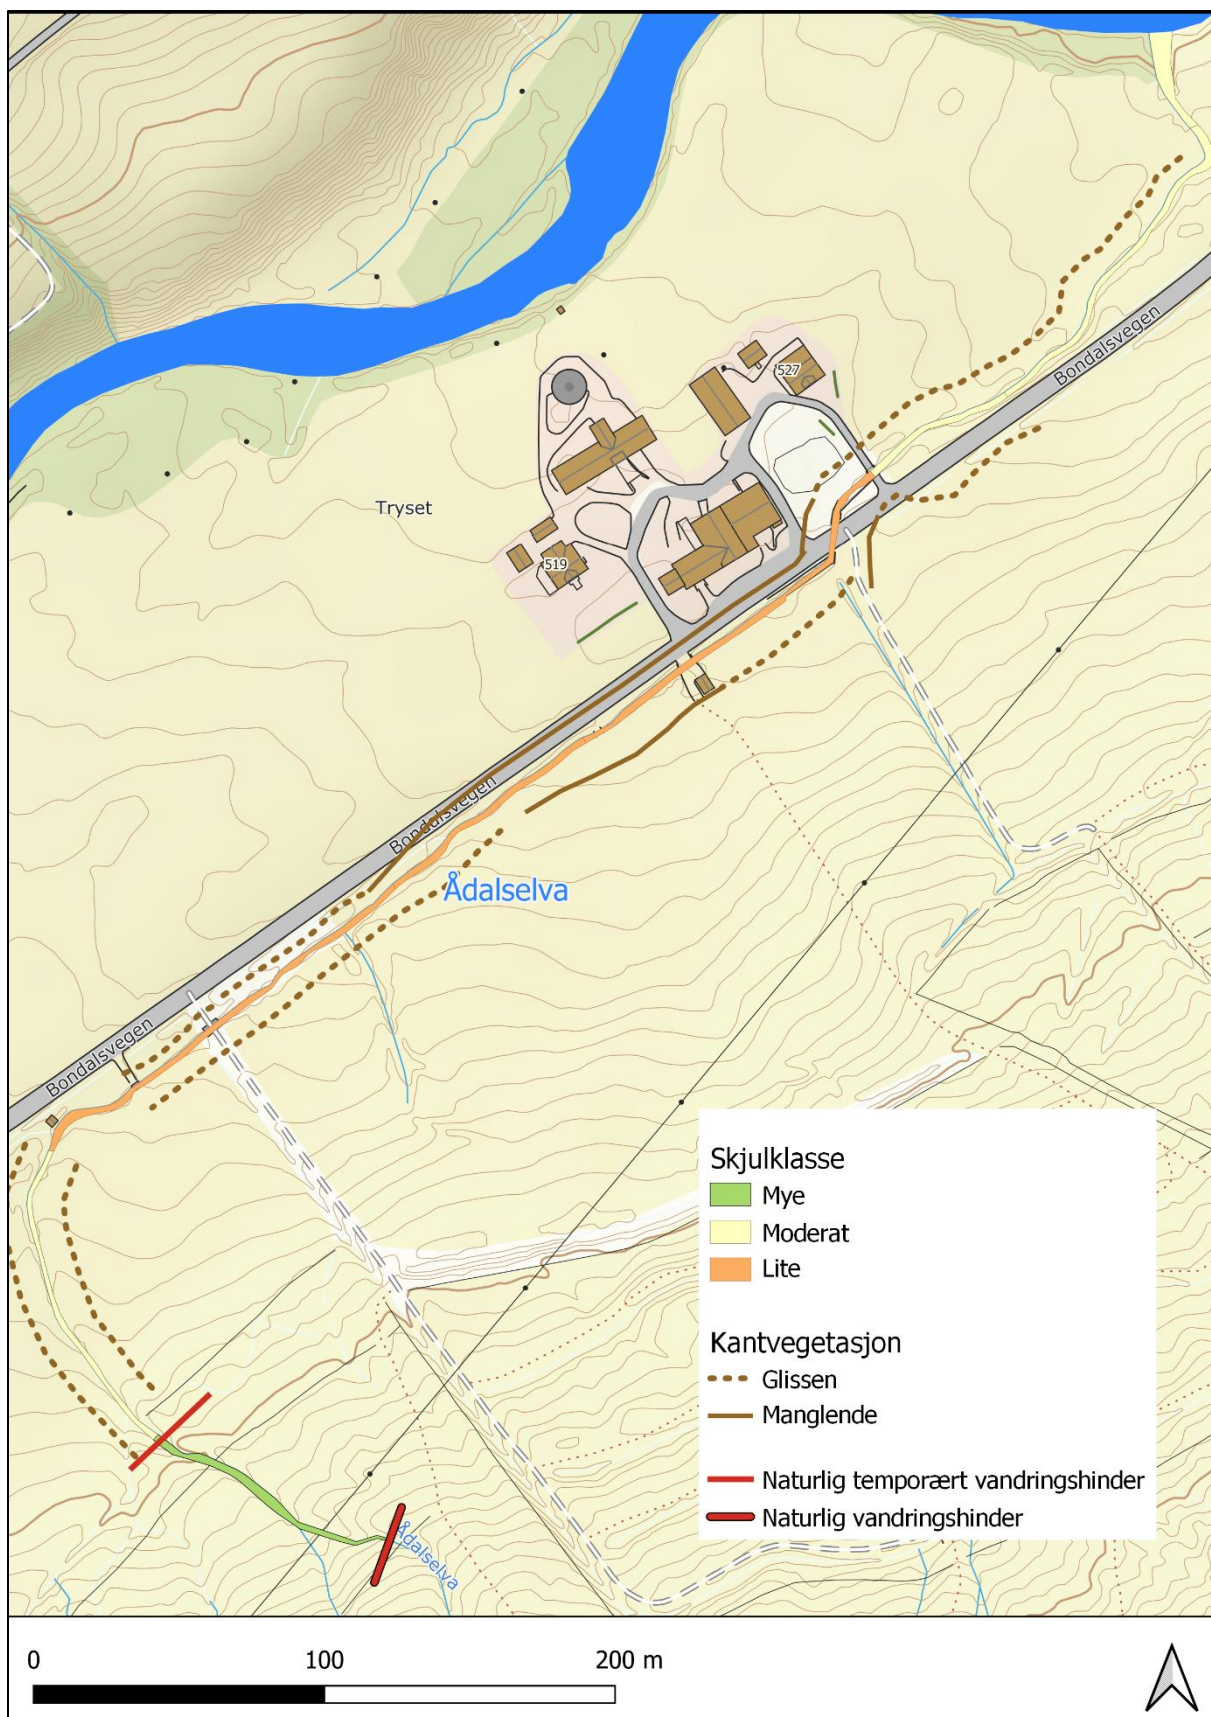 Bondalsvegen
527
Tryset
519
Bondalsvegen
Ådalselva
Bondalsvegen
Skjulklasse
Mye
Moderat
Lite
Kantvegetasjon
Glissen
Manglende
Naturlig temporært vandringshinder
Naturlig vandringshinder
Ådalselva
0 100 200 m